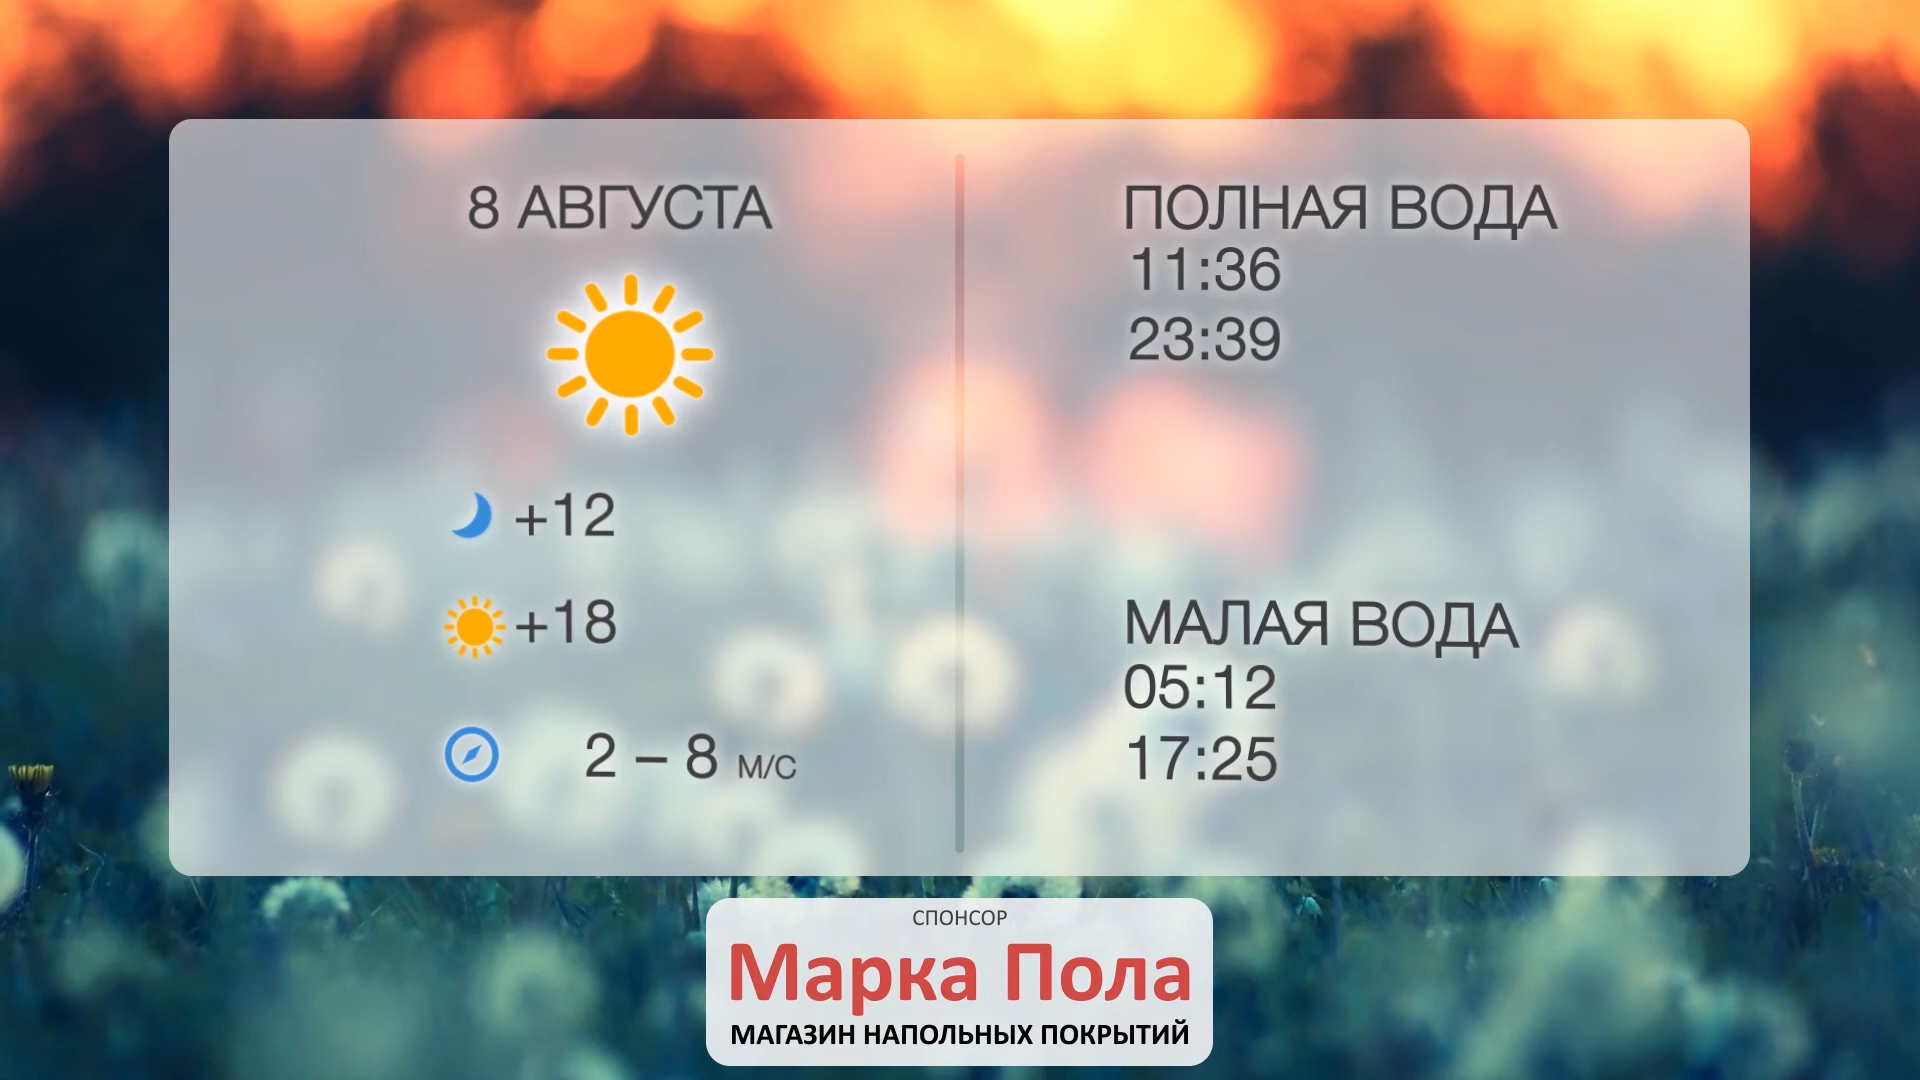 8 АВГУСТА
+12
+18
2 – 8 М/С
ПОЛНАЯ ВОДА
11:36
23:39
МАЛАЯ ВОДА
05:12
17:25
СПОНСОР
Марка Пола
МАГАЗИН НАПОЛЬНЫХ ПОКРЫТИЙ